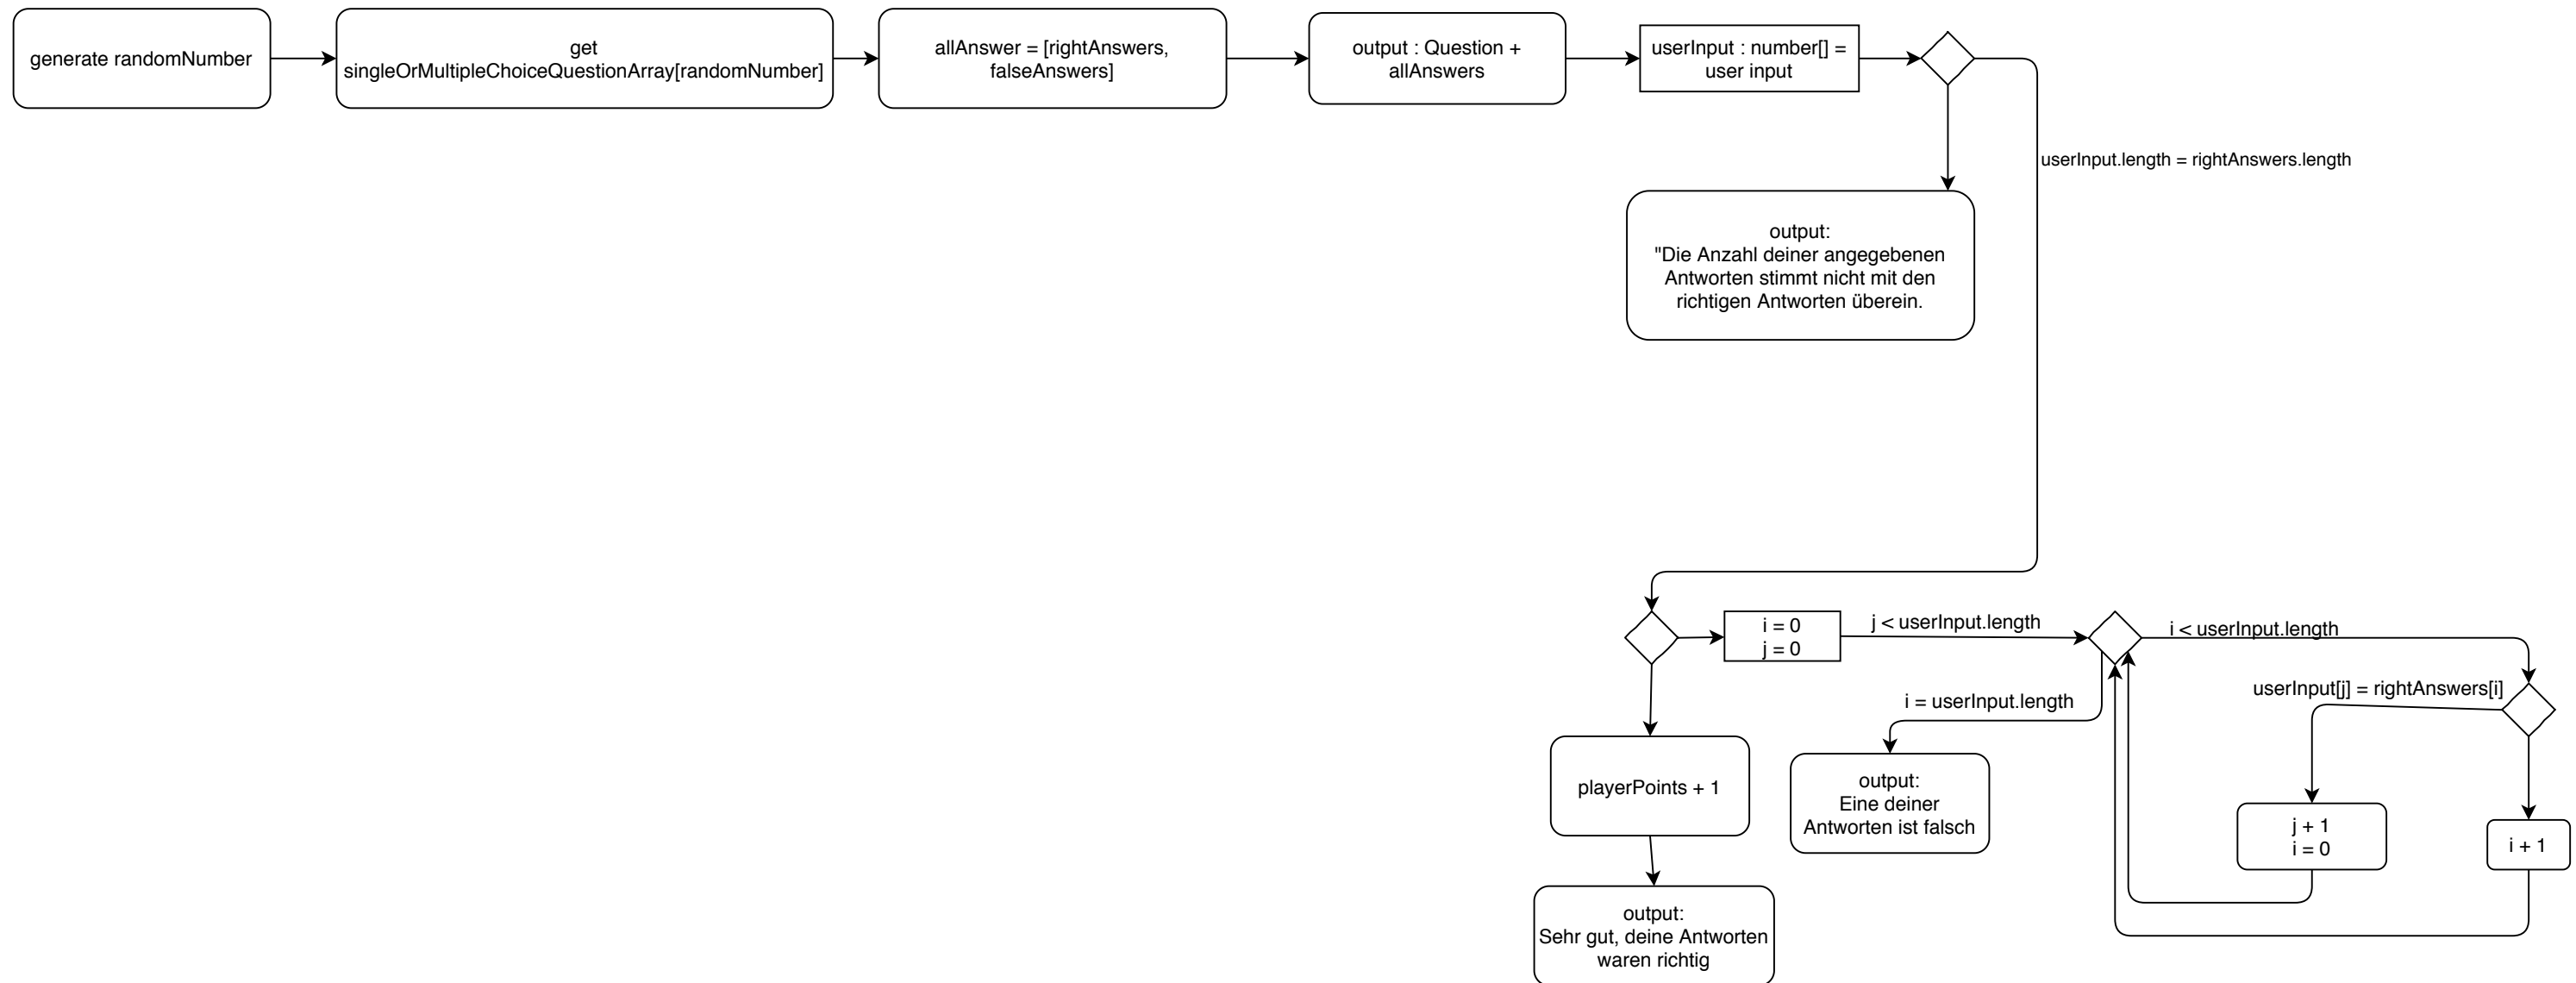 generate randomNumber
get
singleOrMultipleChoiceQuestionArray[randomNumber]
allAnswer = [rightAnswers,
falseAnswers]
output : Question +
allAnswers
userInput : number[] =
user input
userInput.length = rightAnswers.length
output:
"Die Anzahl deiner angegebenen
Antworten stimmt nicht mit den
richtigen Antworten überein.
i = 0
j = 0
j < userInput.length
i < userInput.length
userInput[j] = rightAnswers[i]
i = userInput.length
playerPoints + 1
output:
Eine deiner
Antworten ist falsch
j + 1
i = 0
i + 1
output:
Sehr gut, deine Antworten
waren richtig